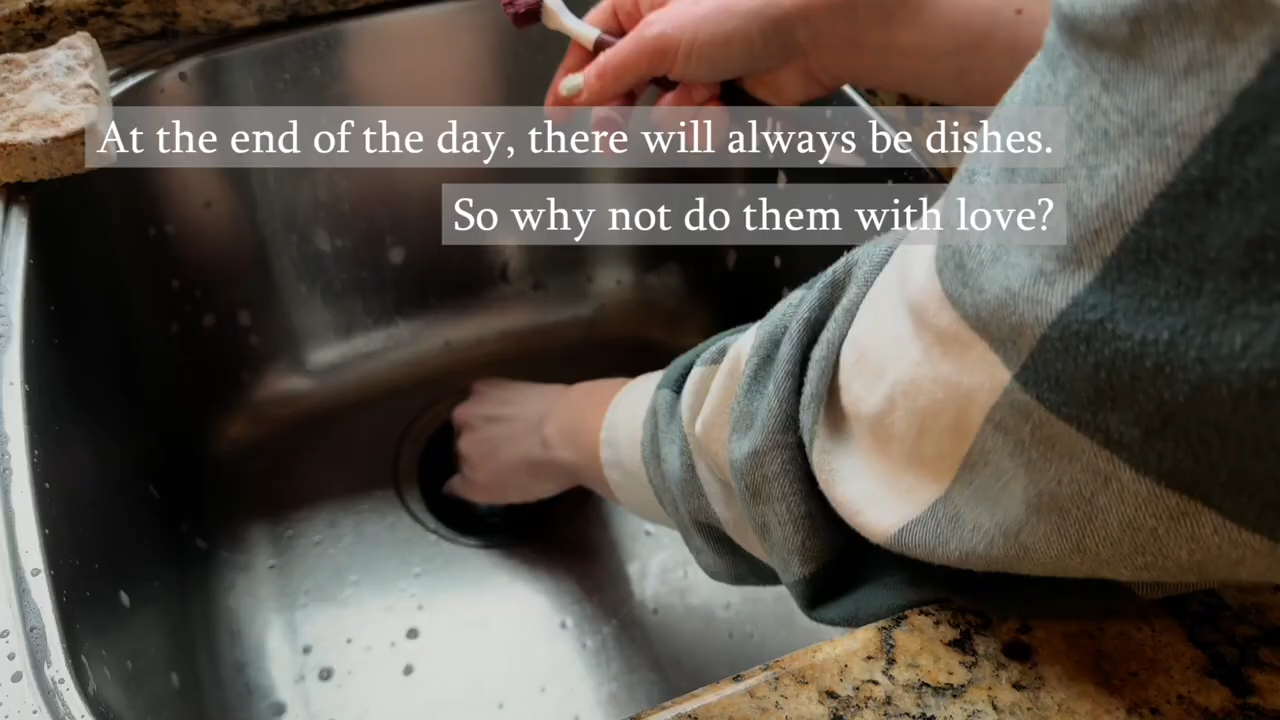 At the end of the day, there will always be dishes.
So why not do them with love?